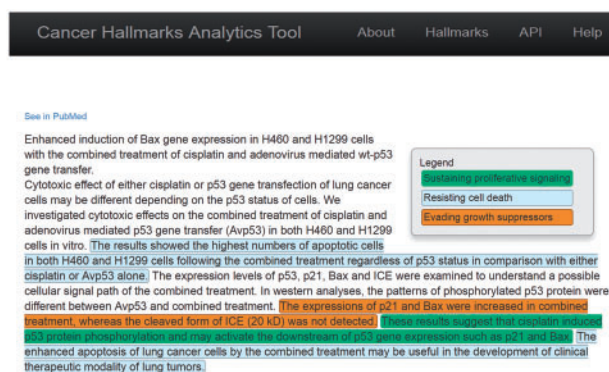 Cancer Hallmarks Analytics Tool About Hallmarks API Help
See in PubMed
Enhanced induction of Bax gene expression in H460 and H1299 cells
with the combined treatment of cisplatin and adenovirus mediated wt-p53
gene transfer.
Legend
Sustaining proliferative signaling
Resisting cell death
Evading growth suppressors
Cytotoxic effect of either cisplatin or p53 gene transfection of lung cancer
cells may be different depending on the p53 status of cells. We
investigated cytotoxic effects on the combined treatment of cisplatin and
adenovirus mediated p53 gene transfer (Avp53) in both H460 and H1299
cells in vitro. The results showed the highest numbers of apoptotic cells
in both H460 and H1299 cells following the combined treatment regardless of p53 status in comparison with either
cisplatin or Avp53 alone. The expression levels of p53, p21, Bax and ICE were examined to understand a possible
cellular signal path of the combined treatment. In western analyses, the patterns of phosphorylated p53 protein were
different between Avp53 and combined treatment. The expressions of p21 and Bax were increased in combined
treatment, whereas the cleaved form of ICE (20 kD) was not detected. These results suggest that cisplatin induced
p53 protein phosphorylation and may activate the downstream of p53 gene expression such as p21 and Bax. The
enhanced apoptosis of lung cancer cells by the combined treatment may be useful in the development of clinical
therapeutic modality of lung tumors.